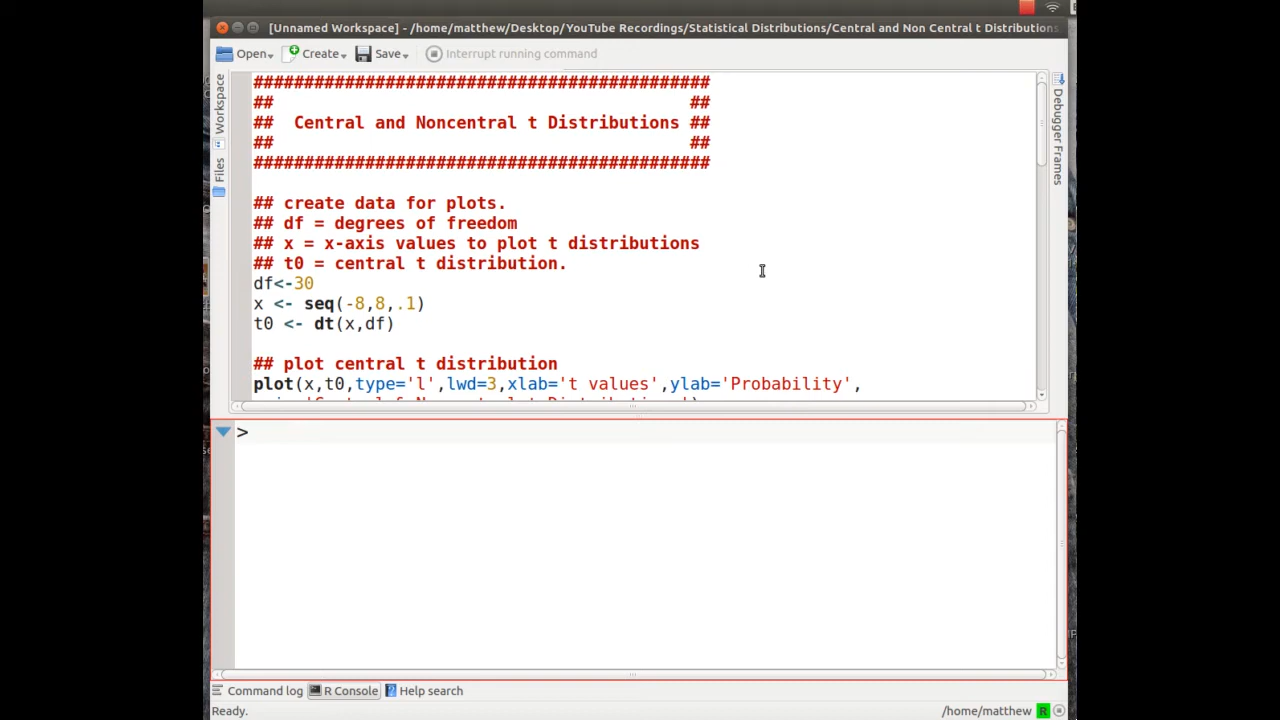 [Unnamed Workspace] - /home/matthew/Desktop/YouTube Recordings/Statistical Distributions/Central and Non Central t Distributions
Open Create Save Interrupt running command
Workspace
Files
Debugger Frames
############################################# 
## ##
## Central and Noncentral t Distributions ##
## ##
#############################################
## create data for plots.
## df = degrees of freedom
## x = x-axis values to plot t distributions
## t0 = central t distribution.
df<-30
x <- seq(-8,8,.1)
t0 <- dt(x,df)
## plot central t distribution
plot(x,t0,type='l',lwd=3,xlab='t values',ylab='Probability',
>
Command log R Console Help search
Ready. /home/matthew R